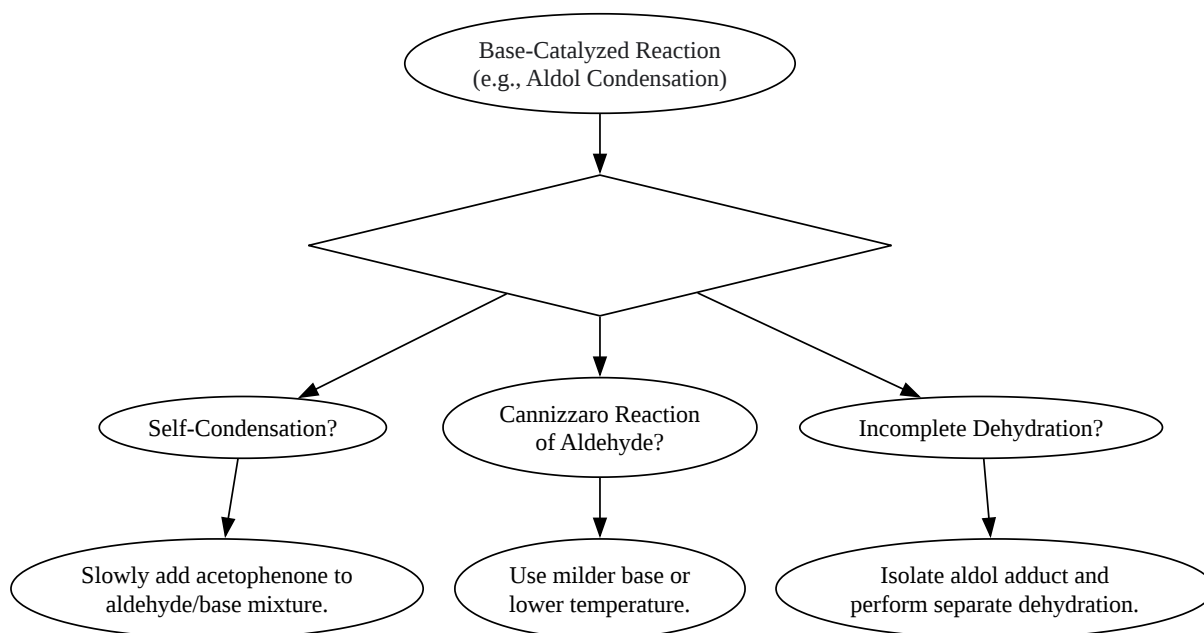 Base-Catalyzed Reaction
(e.g., Aldol Condensation)
Self-Condensation?
Cannizzaro Reaction
of Aldehyde?
Incomplete Dehydration?
Slowly add acetophenone to
aldehyde/base mixture.
Use milder base or
lower temperature.
Isolate aldol adduct and
perform separate dehydration.